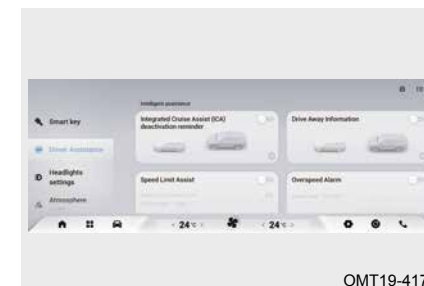 Intelligent assistance
Smart key
Integrated Cruise Assist (ICA)
deactivation reminder
Drive Away Information
Driver Assistance
Headlights
settings
Speed Limit Assist
Overspeed Alarm
Atmosphere
24°C
24°C
OMT19-417